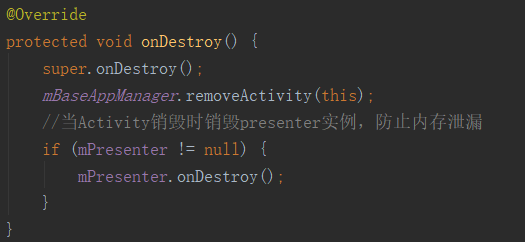 @Override
protected void onDestroy() {
super.onDestroy();
mBaseAppManager.removeActivity(this);
//当Activity销毁时销毁presenter实例，防止内存泄漏
if (mPresenter != null) {
mPresenter.onDestroy();
}
}